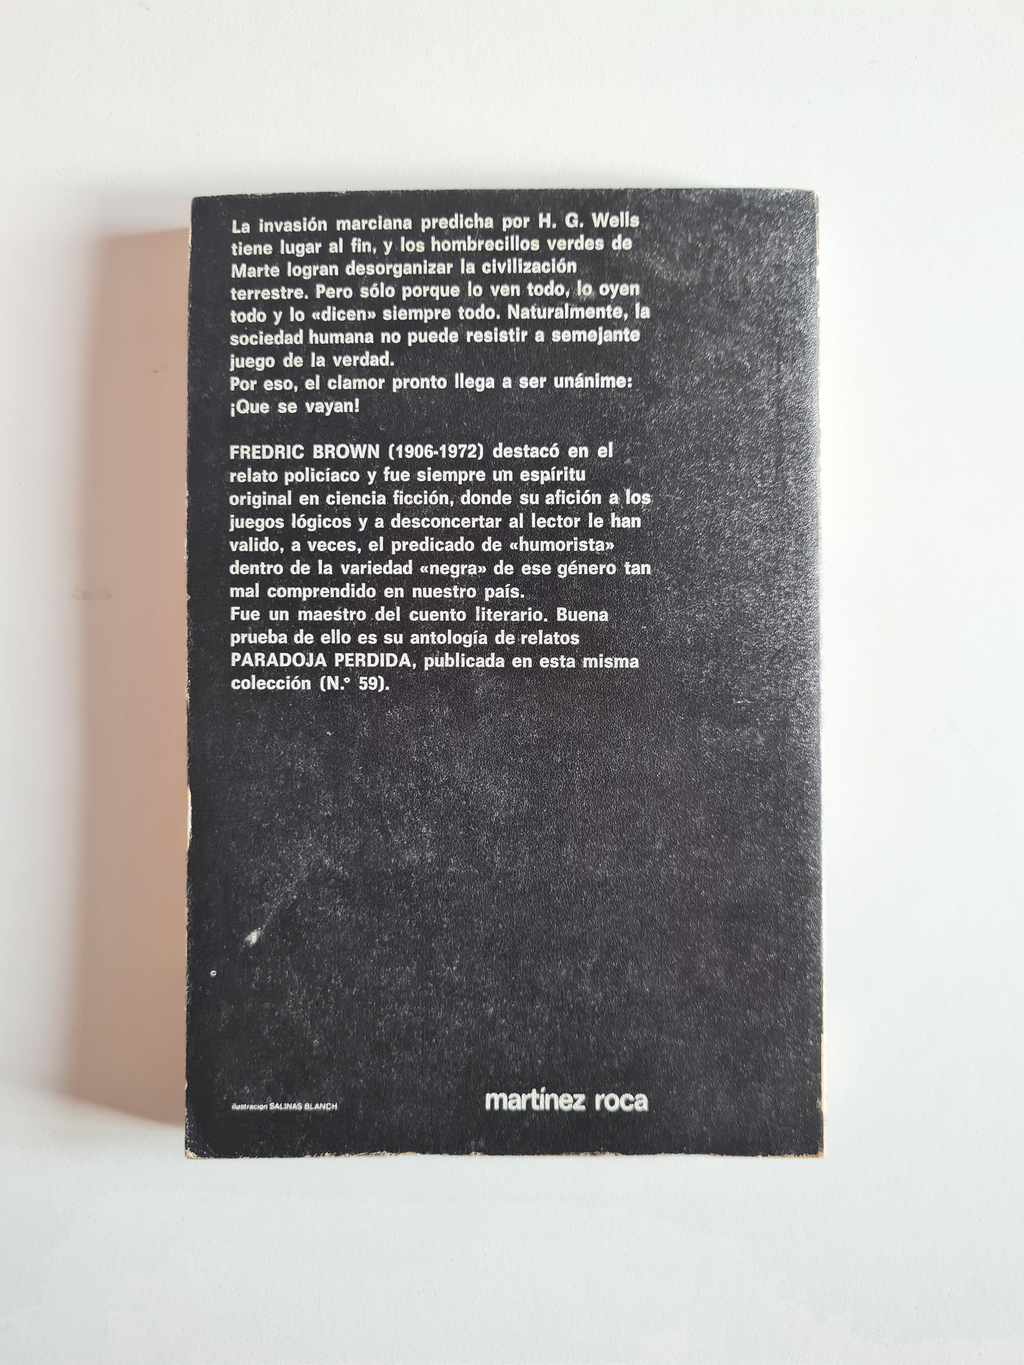 La invasión marciana predicha por H. G. Wells
tiene lugar al fin, y los hombrecillos verdes de
Marte logran desorganizar la civilización
terrestre. Pero sólo porque lo ven todo, lo oyen
todo y lo «dicen» siempre todo. Naturalmente, la
sociedad humana no puede resistir a semejante
juego de la verdad.
Por eso, el clamor pronto llega a ser unánime:
¡Que se vayan!
FREDRIC BROWN (1906-1972) destacó en el
relato policíaco y fue siempre un espíritu
original en ciencia ficción, donde su afición a los
juegos lógicos y a desconcertar al lector le han
valido, a veces, el predicado de «humorista»
dentro de la variedad «negra» de ese género tan
mal comprendido en nuestro país.
Fue un maestro del cuento literario. Buena
prueba de ello es su antología de relatos
PARADOJA PERDIDA, publicada en esta misma
colección (N.° 59).
ilustración SALINAS BLANCH
martínez roca